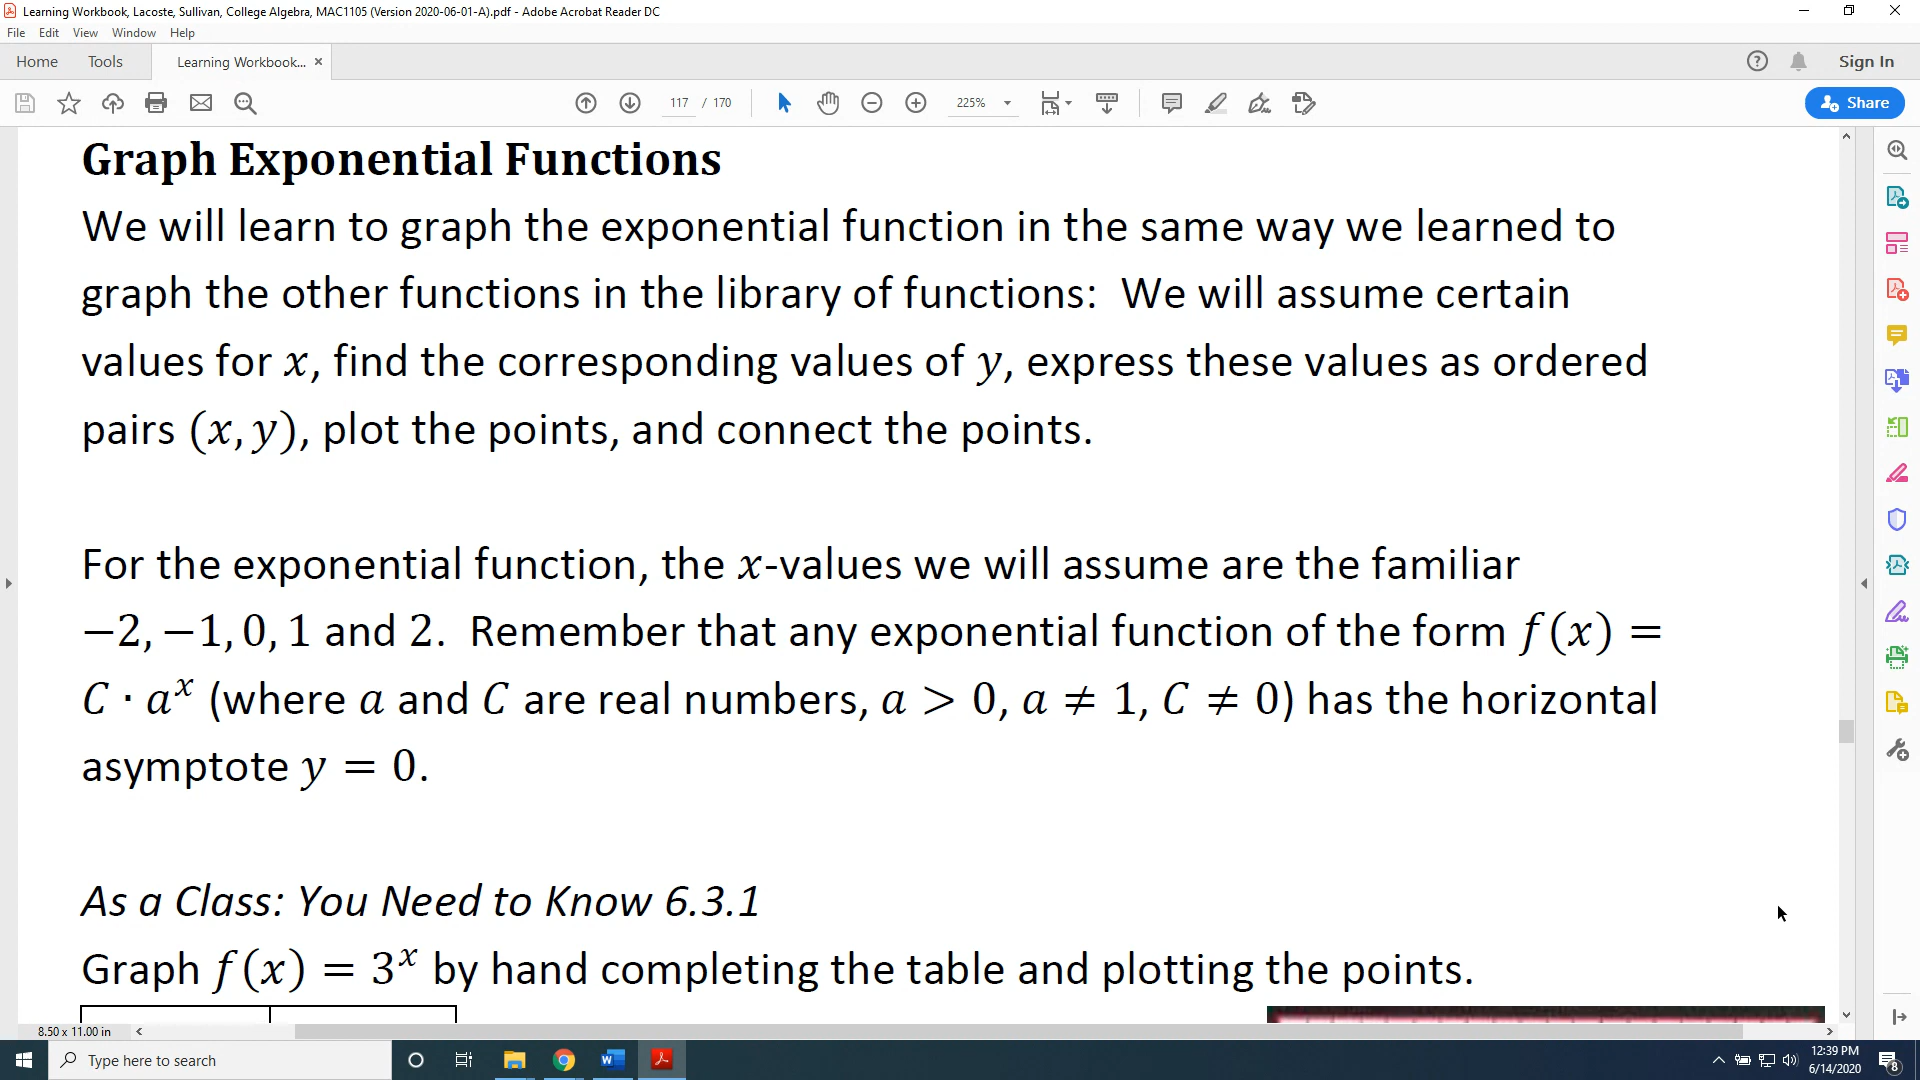 Learning Workbook, Lacoste, Sullivan, College Algebra, MAC1105 (Version 2020-06-01-A).pdf - Adobe Acrobat Reader DC
File Edit View Window Help
Home Tools Learning Workbook... × Sign In
117 / 170 225% Share
Graph Exponential Functions
We will learn to graph the exponential function in the same way we learned to
graph the other functions in the library of functions: We will assume certain
values for x, find the corresponding values of y, express these values as ordered
pairs (x, y), plot the points, and connect the points.
For the exponential function, the x-values we will assume are the familiar
−2, −1, 0, 1 and 2. Remember that any exponential function of the form f(x) =
C · aˣ (where a and C are real numbers, a > 0, a ≠ 1, C ≠ 0) has the horizontal
asymptote y = 0.
As a Class: You Need to Know 6.3.1
Graph f(x) = 3ˣ by hand completing the table and plotting the points.
8.50 x 11.00 in
Type here to search
12:39 PM
6/14/2020
8